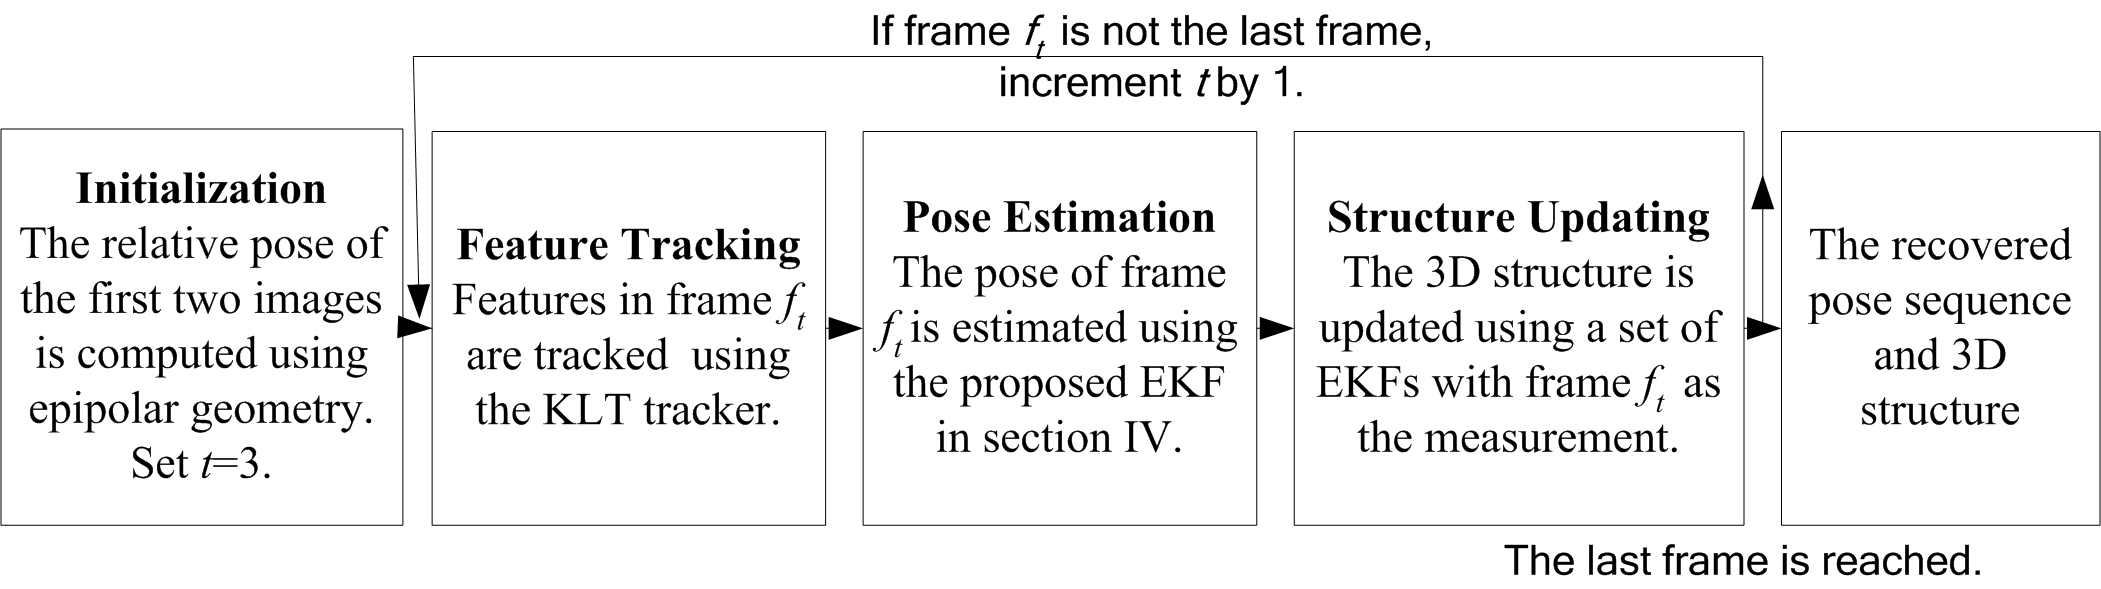 If frame f_t is not the last frame,
increment t by 1.
Initialization
The relative pose of
the first two images
is computed using
epipolar geometry.
Set t=3.
Feature Tracking
Features in frame f_t
are tracked using
the KLT tracker.
Pose Estimation
The pose of frame
f_t is estimated using
the proposed EKF
in section IV.
Structure Updating
The 3D structure is
updated using a set of
EKFs with frame f_t as
the measurement.
The recovered
pose sequence
and 3D
structure
The last frame is reached.